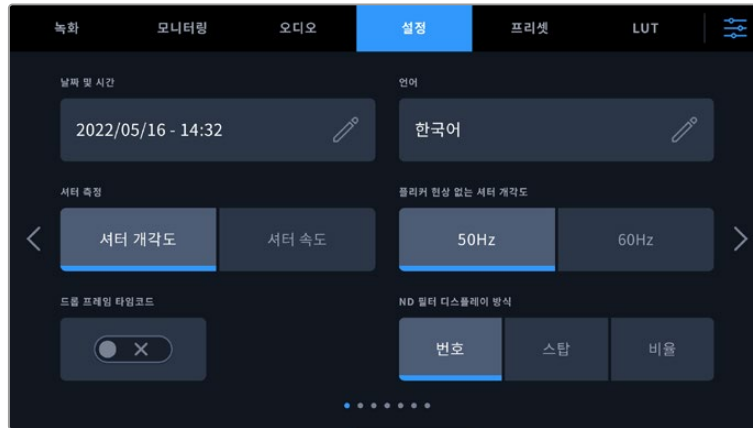 녹화 모니터링 오디오 설정 프리셋 LUT
날짜 및 시간 언어
2022/05/16 - 14:32 한국어
셔터 측정 플리커 현상 없는 셔터 개각도
셔터 개각도 셔터 속도 50Hz 60Hz
드롭 프레임 타임코드 ND 필터 디스플레이 방식
번호 스탑 비율